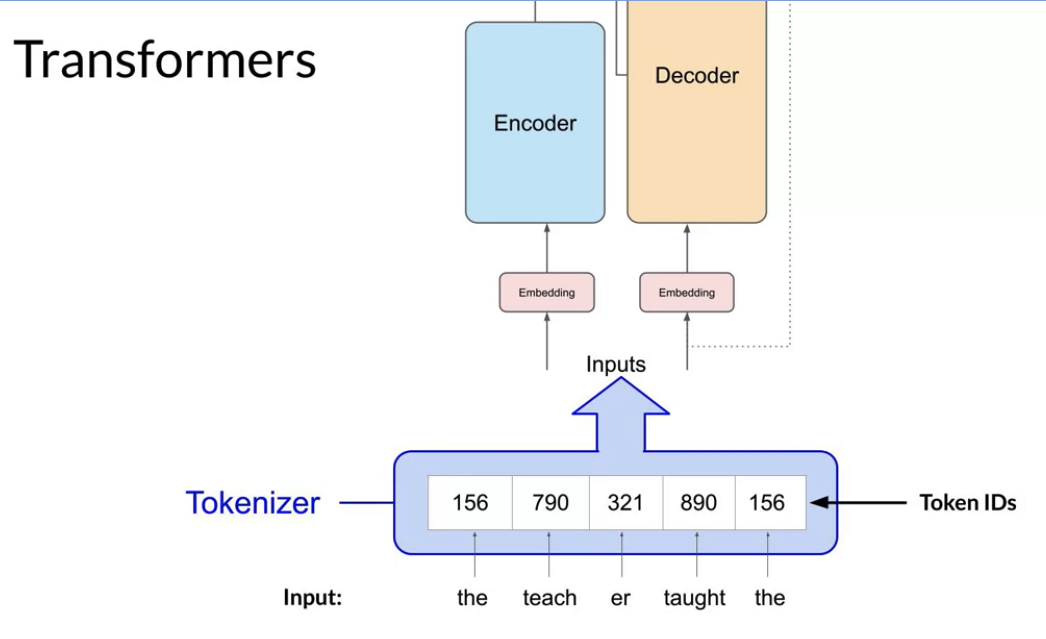 Transformers
Encoder
Decoder
Embedding
Embedding
Inputs
Tokenizer
156 790 321 890 156
Token IDs
Input: the teach er taught the